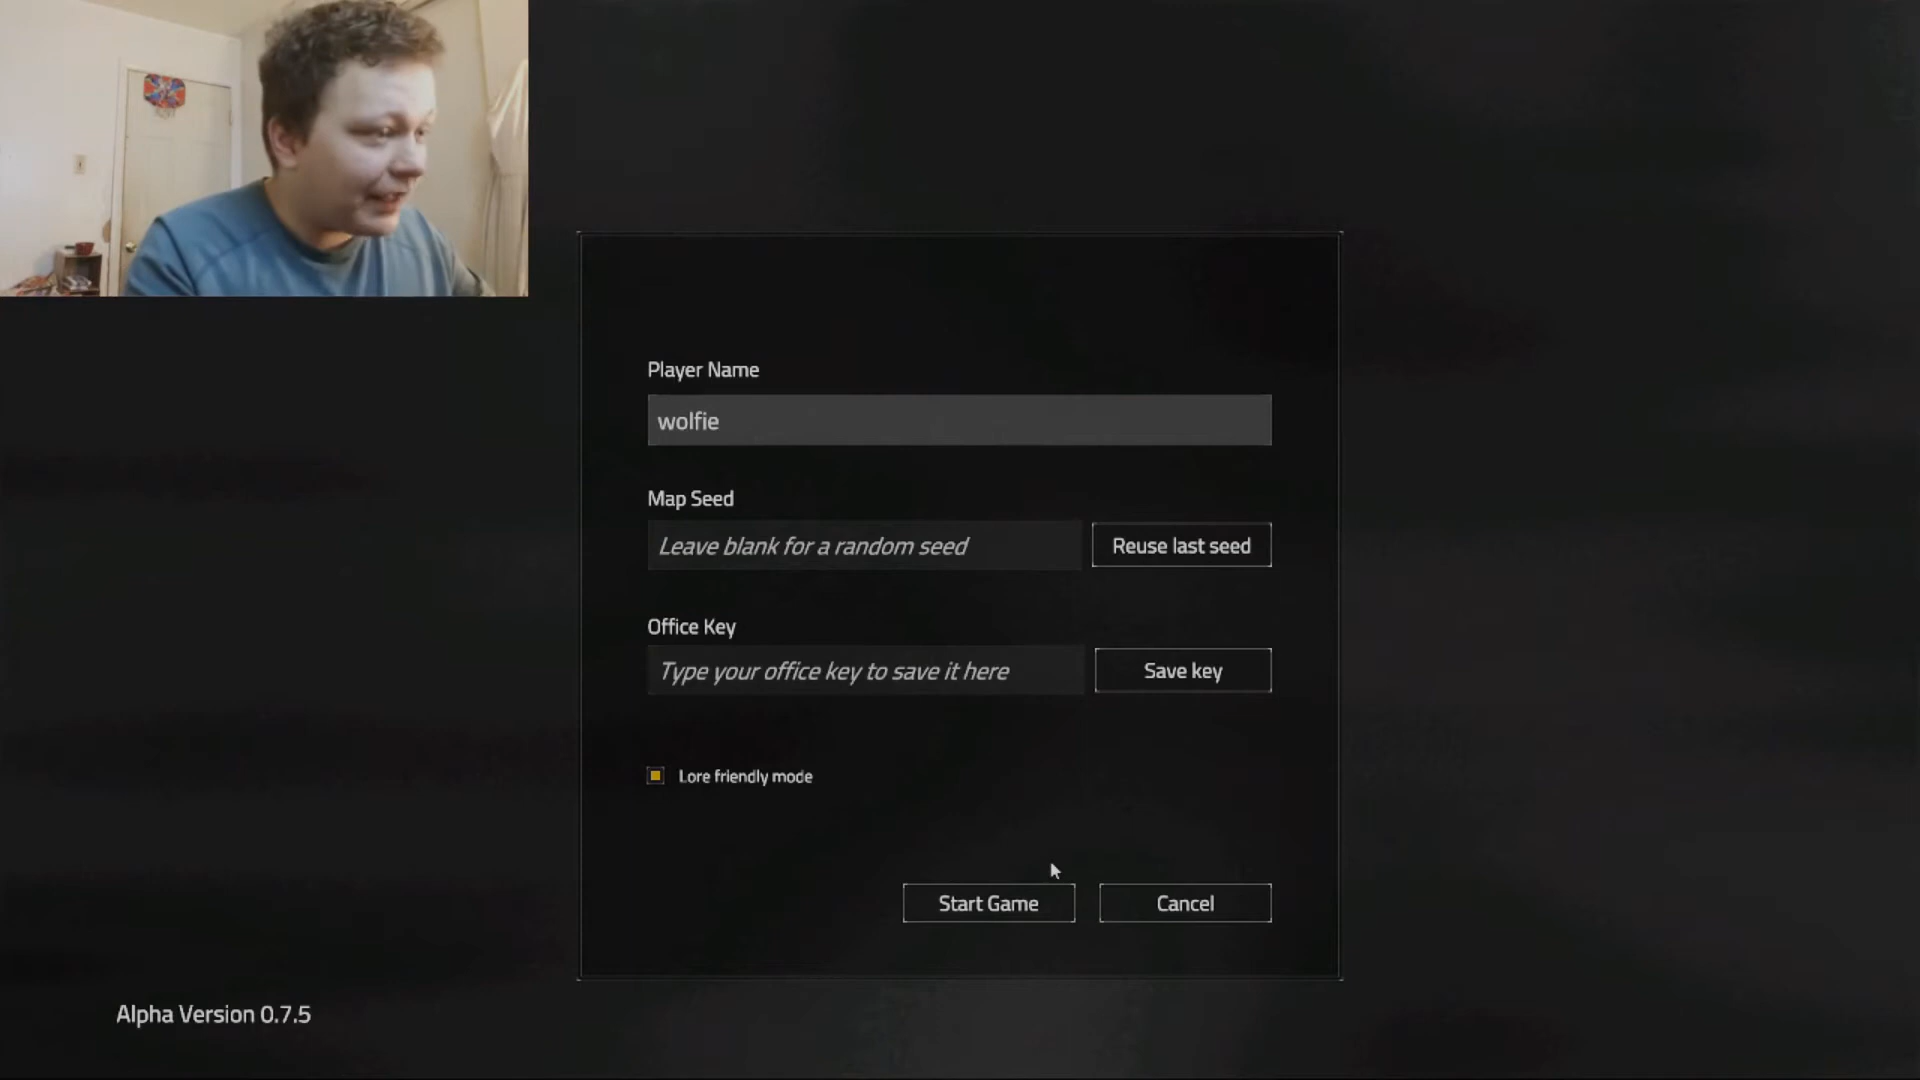 Player Name
wolfie
Map Seed
Leave blank for a random seed
Reuse last seed
Office Key
Type your office key to save it here
Save key
Lore friendly mode
Start Game
Cancel
Alpha Version 0.7.5